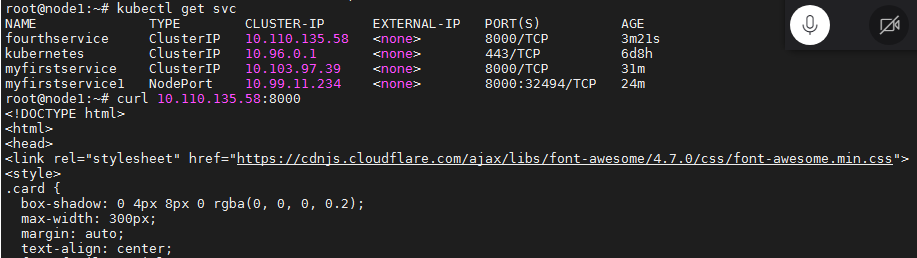 root@node1:~# kubectl get svc
NAME TYPE CLUSTER-IP EXTERNAL-IP PORT(S) AGE
fourthservice ClusterIP 10.110.135.58 <none> 8000/TCP 3m21s
kubernetes ClusterIP 10.96.0.1 <none> 443/TCP 6d8h
myfirstservice ClusterIP 10.103.97.39 <none> 8000/TCP 31m
myfirstservice1 NodePort 10.99.11.234 <none> 8000:32494/TCP 24m
root@node1:~# curl 10.110.135.58:8000
<!DOCTYPE html>
<html>
<head>
<link rel="stylesheet" href="https://cdnjs.cloudflare.com/ajax/libs/font-awesome/4.7.0/css/font-awesome.min.css">
<style>
.card {
box-shadow: 0 4px 8px 0 rgba(0, 0, 0, 0.2);
max-width: 300px;
margin: auto;
text-align: center;